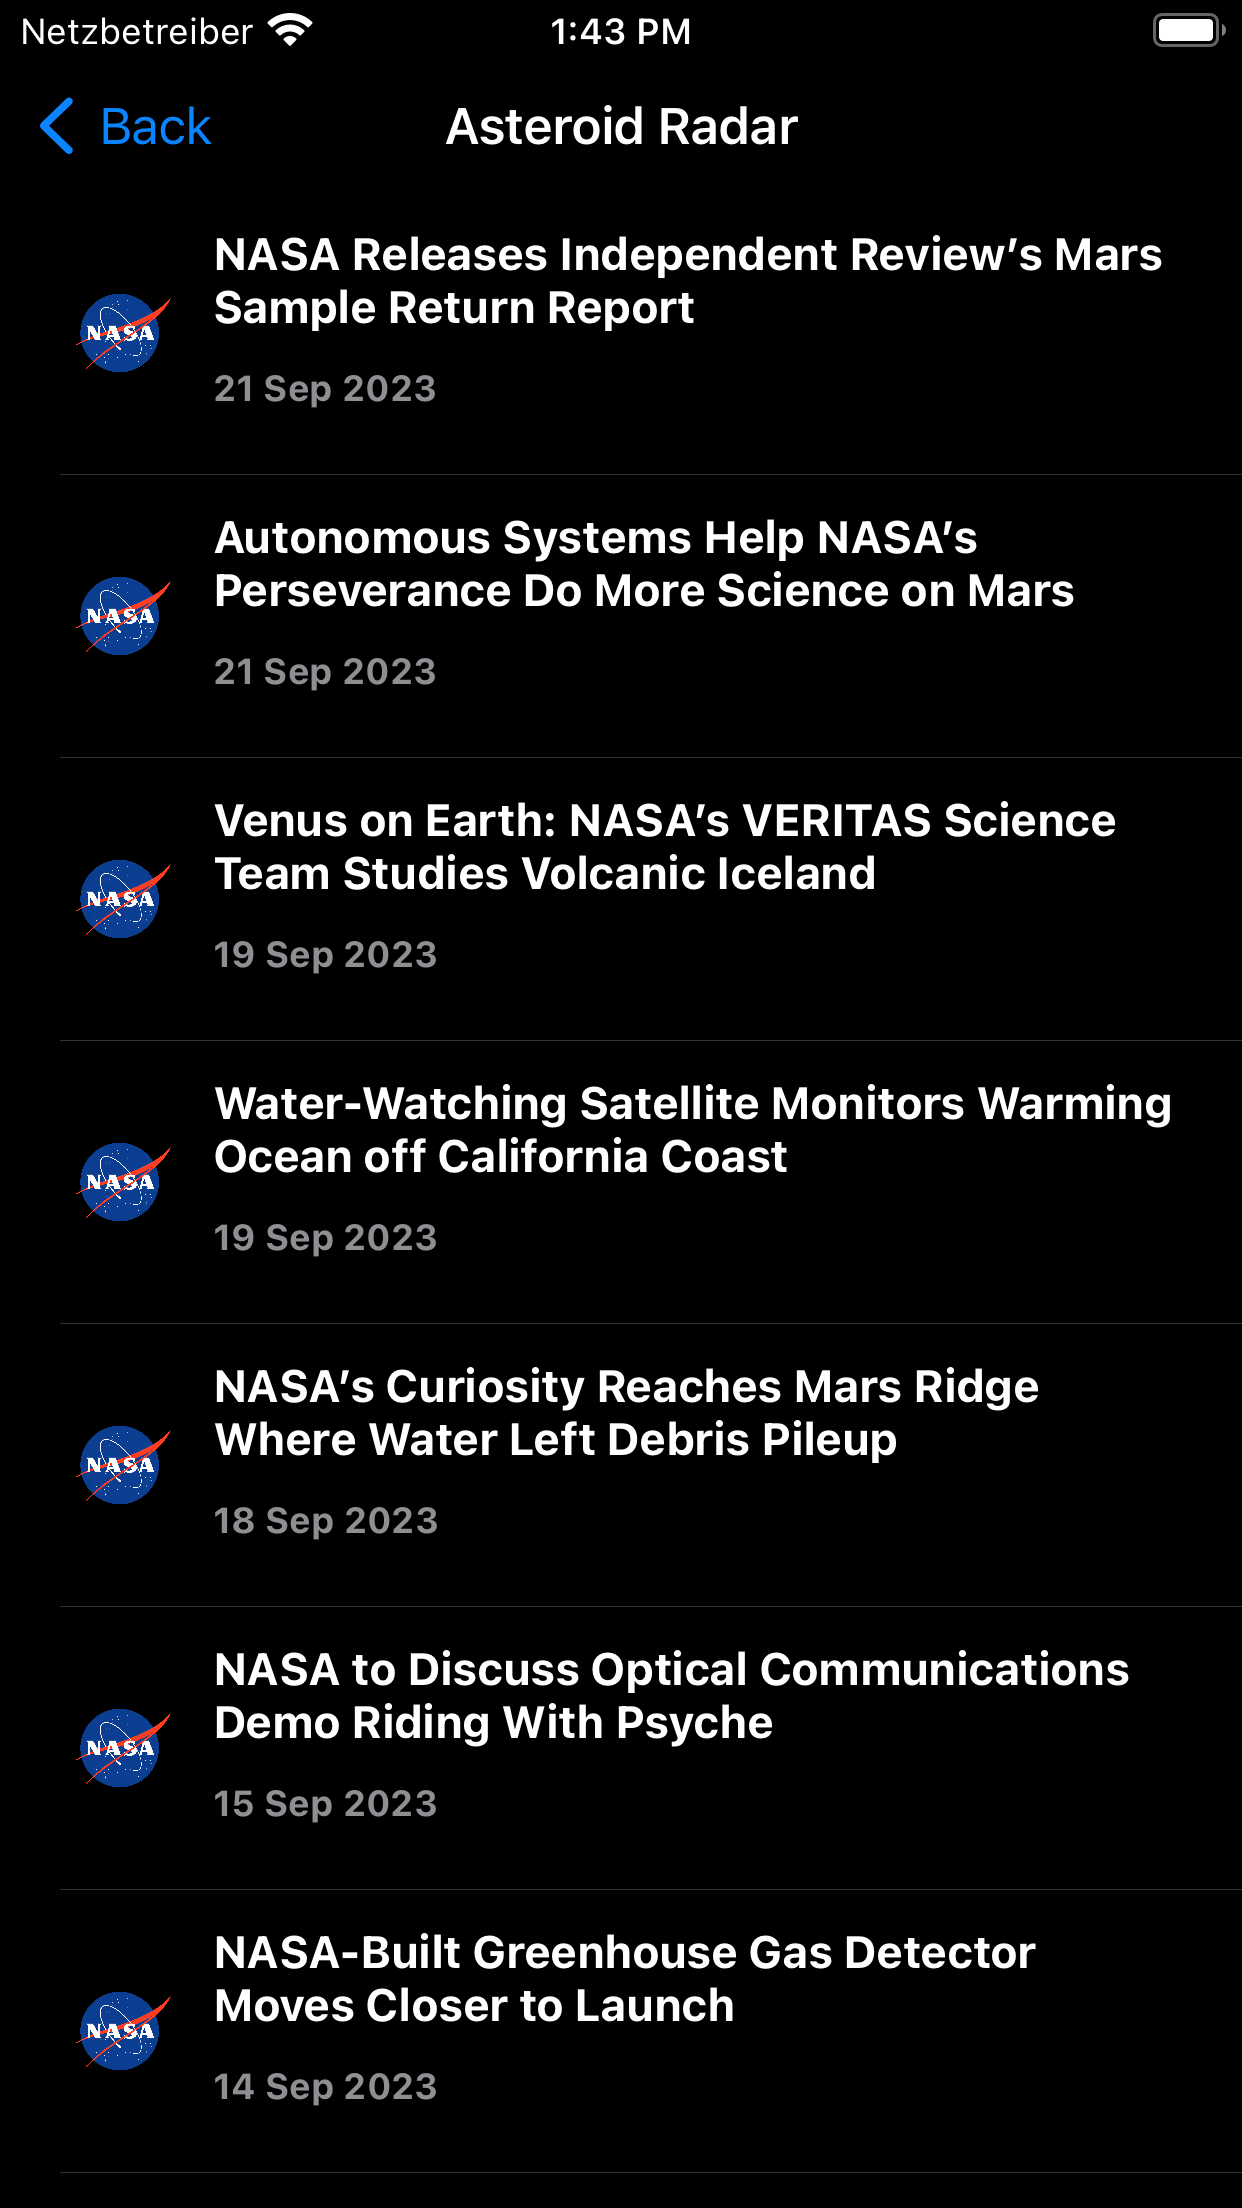 Netzbetreiber 1:43 PM
Back Asteroid Radar
NASA Releases Independent Review’s Mars
Sample Return Report
NASA
21 Sep 2023
Autonomous Systems Help NASA’s
Perseverance Do More Science on Mars
NASA
21 Sep 2023
Venus on Earth: NASA’s VERITAS Science
Team Studies Volcanic Iceland
NASA
19 Sep 2023
Water-Watching Satellite Monitors Warming
Ocean off California Coast
NASA
19 Sep 2023
NASA’s Curiosity Reaches Mars Ridge
Where Water Left Debris Pileup
NASA
18 Sep 2023
NASA to Discuss Optical Communications
Demo Riding With Psyche
NASA
15 Sep 2023
NASA-Built Greenhouse Gas Detector
Moves Closer to Launch
NASA
14 Sep 2023